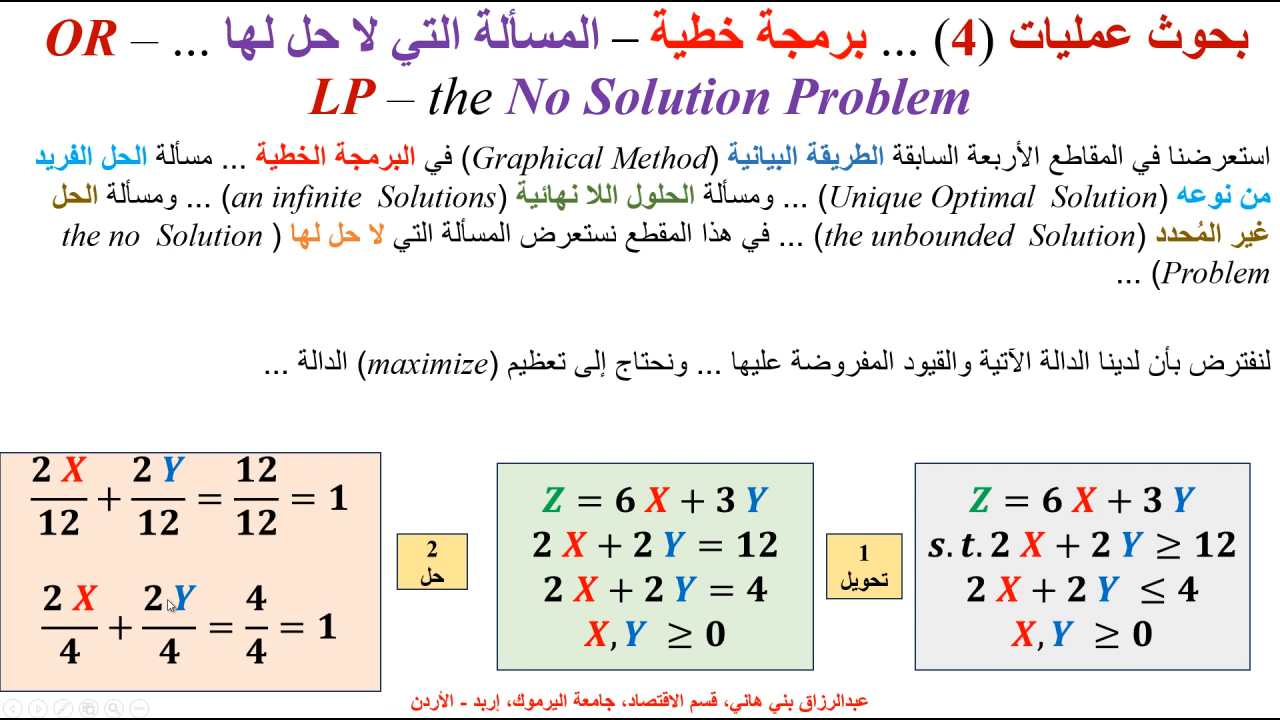 بحوث عمليات (4) ... برمجة خطية – المسألة التي لا حل لها ... – OR
LP – the No Solution Problem
استعرضنا في المقاطع الأربعة السابقة الطريقة البيانية (Graphical Method) في البرمجة الخطية ... مسألة الحل الفريد
من نوعه (Unique Optimal Solution) ... ومسألة الحلول اللا نهائية (an infinite Solutions) ... ومسألة الحل
غير المُحدد (the unbounded Solution) ... في هذا المقطع نستعرض المسألة التي لا حل لها (the no Solution
Problem) ...
لنفترض بأن لدينا الدالة الآتية والقيود المفروضة عليها ... ونحتاج إلى تعظيم (maximize) الدالة ...
Z = 6 X + 3 Y
s.t. 2 X + 2 Y ≥ 12
2 X + 2 Y ≤ 4
X, Y ≥ 0
1
تحويل
Z = 6 X + 3 Y
2 X + 2 Y = 12
2 X + 2 Y = 4
X, Y ≥ 0
2
حل
2 X/12 + 2 Y/12 = 12/12 = 1
2 X/4 + 2 Y/4 = 4/4 = 1
عبدالرزاق بني هاني، قسم الاقتصاد، جامعة اليرموك، إربد - الأردن